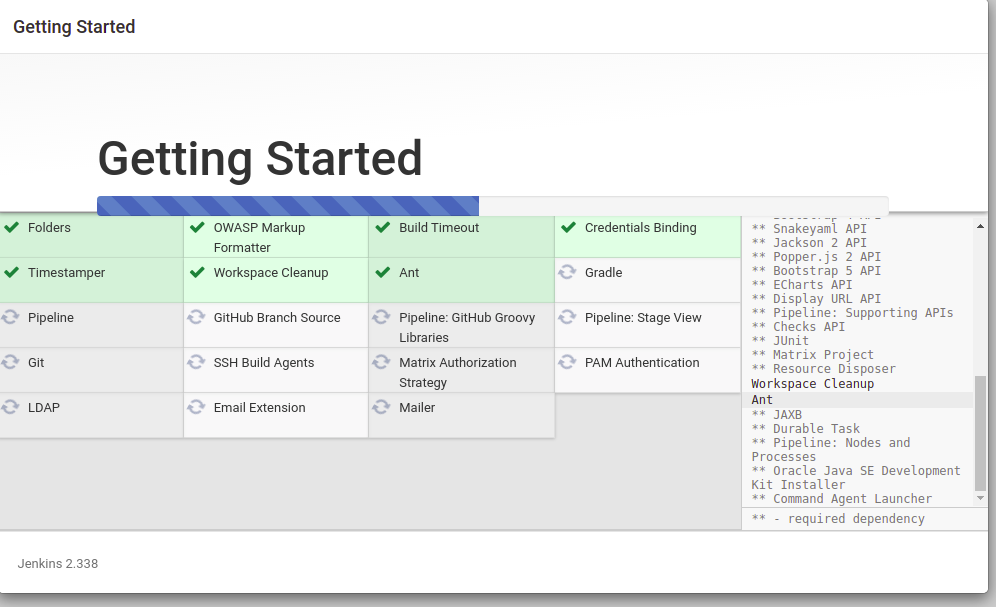 Getting Started
Getting Started
Folders
OWASP Markup
Formatter
Build Timeout
Credentials Binding
Timestamper
Workspace Cleanup
Ant
Gradle
Pipeline
GitHub Branch Source
Pipeline: GitHub Groovy
Libraries
Pipeline: Stage View
Git
SSH Build Agents
Matrix Authorization
Strategy
PAM Authentication
LDAP
Email Extension
Mailer
** Snakeyaml API
** Jackson 2 API
** Popper.js 2 API
** Bootstrap 5 API
** ECharts API
** Display URL API
** Pipeline: Supporting APIs
** Checks API
** JUnit
** Matrix Project
** Resource Disposer
Workspace Cleanup
Ant
** JAXB
** Durable Task
** Pipeline: Nodes and
Processes
** Oracle Java SE Development
Kit Installer
** Command Agent Launcher
** - required dependency
Jenkins 2.338